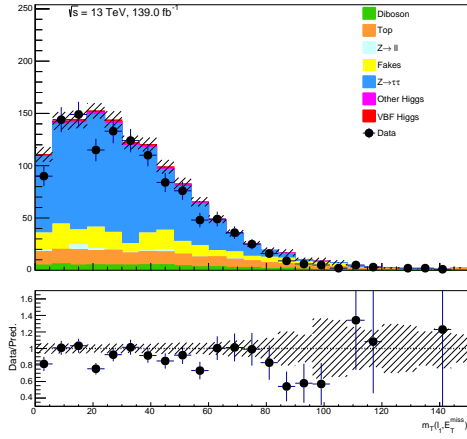 √s = 13 TeV, 139.0 fb⁻¹
Diboson
Top
Z→ ll
Fakes
Z→ττ
Other Higgs
VBF Higgs
Data
250
200
150
100
50
0
Data/Pred.
1.6
1.4
1.2
1.0
0.8
0.6
0.4
0 20 40 60 80 100 120 140
m_T(l_1,E_T^miss)